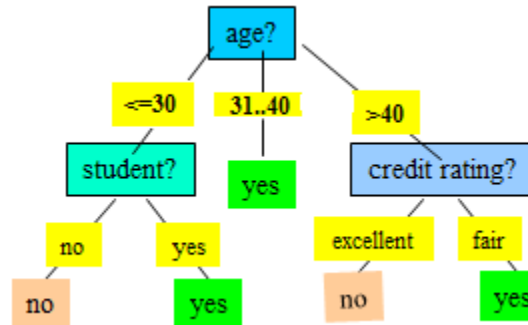 age?
<=30
31..40
>40
student?
yes
credit rating?
no
yes
excellent
fair
no
yes
no
yes